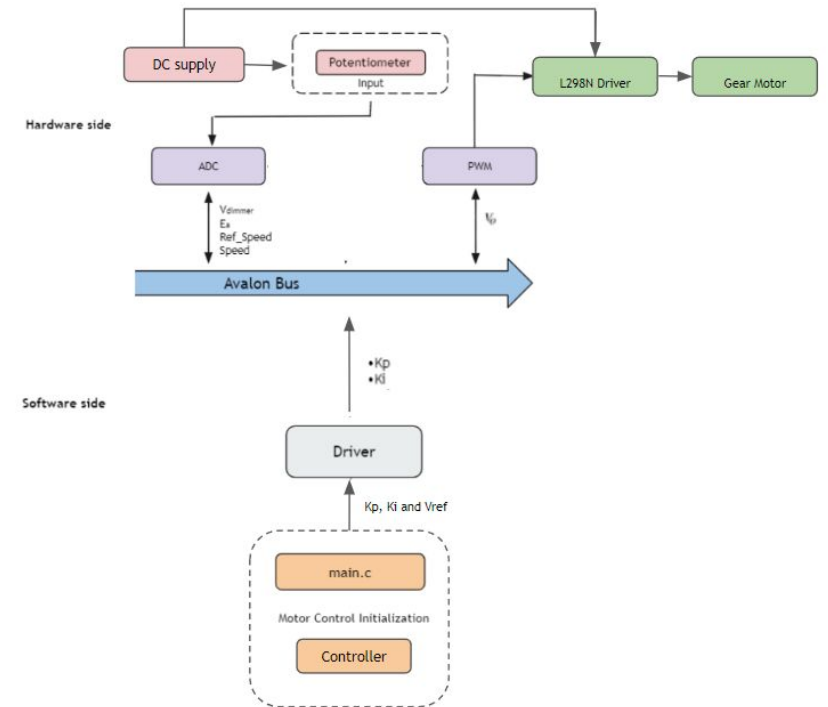 DC supply
Potentiometer
Input
L298N Driver
Gear Motor
Hardware side
ADC
PWM
Vdimmer
Ea
Ref_Speed
Speed
Avalon Bus
•Kp
•Ki
Software side
Driver
Kp, Ki and Vref
main.c
Motor Control Initialization
Controller